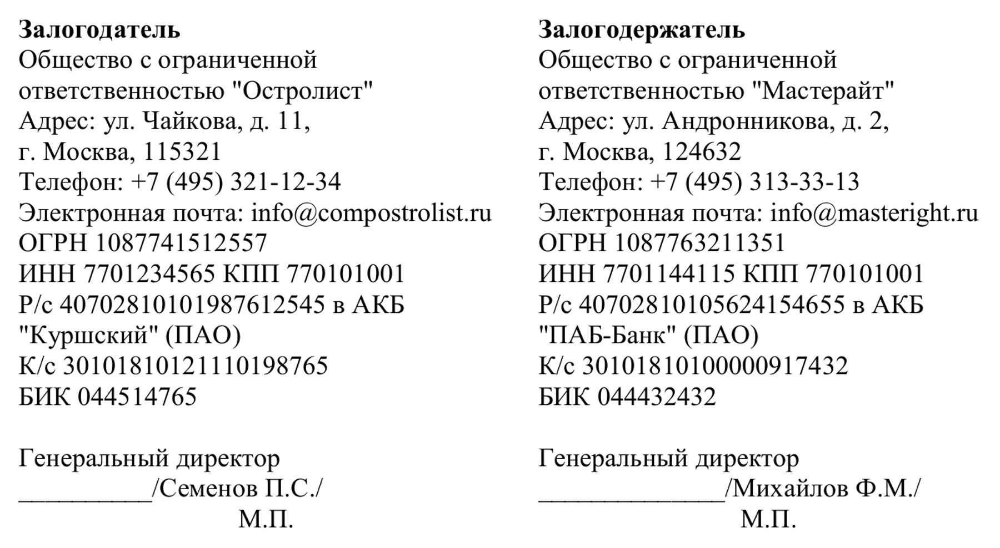 Залогодатель
Общество с ограниченной
ответственностью "Остролист"
Адрес: ул. Чайкова, д. 11,
г. Москва, 115321
Телефон: +7 (495) 321-12-34
Электронная почта: info@compostrolist.ru
ОГРН 1087741512557
ИНН 7701234565 КПП 770101001
Р/с 40702810101987612545 в АКБ
"Куршский" (ПАО)
К/с 30101810121110198765
БИК 044514765
Генеральный директор
__________/Семенов П.С./
М.П.
Залогодержатель
Общество с ограниченной
ответственностью "Мастерайт"
Адрес: ул. Андронникова, д. 2,
г. Москва, 124632
Телефон: +7 (495) 313-33-13
Электронная почта: info@masteright.ru
ОГРН 1087763211351
ИНН 7701144115 КПП 770101001
Р/с 40702810105624154655 в АКБ
"ПАБ-Банк" (ПАО)
К/с 30101810100000917432
БИК 044432432
Генеральный директор
______________/Михайлов Ф.М./
М.П.